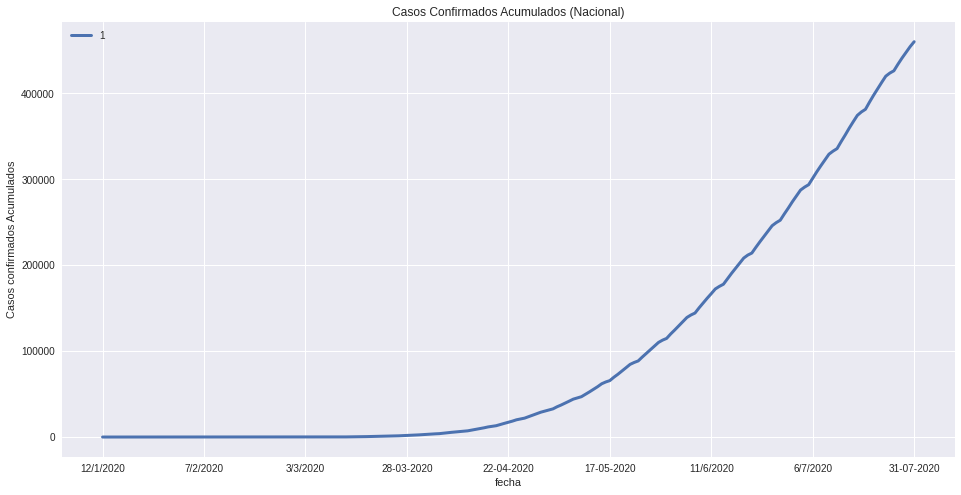 Casos Confirmados Acumulados (Nacional)
1
Casos confirmados Acumulados
400000
300000
200000
100000
0
12/1/2020 7/2/2020 3/3/2020 28-03-2020 22-04-2020 17-05-2020 11/6/2020 6/7/2020 31-07-2020
fecha